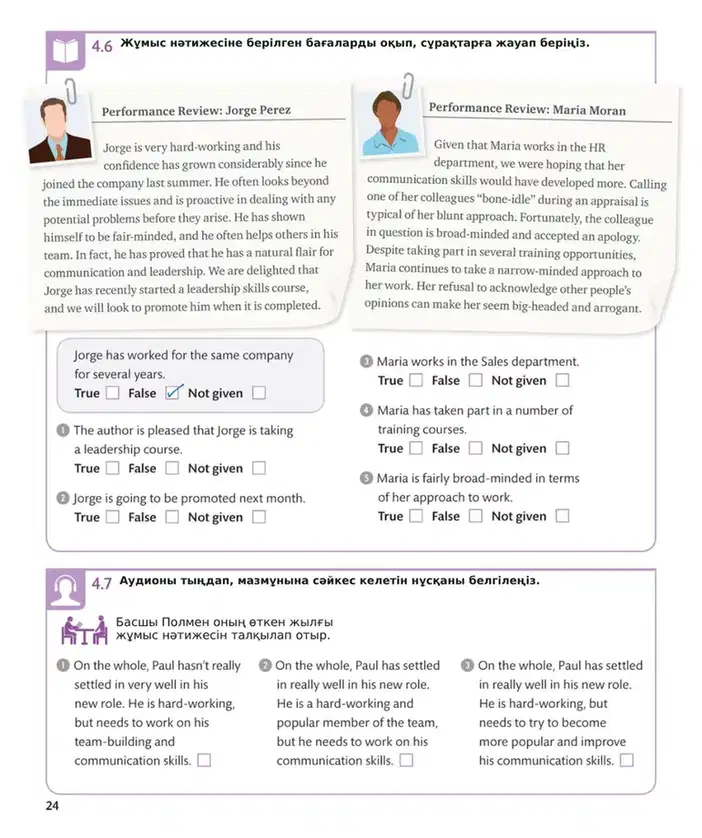 4.6 Жұмыс нәтижесіне берілген бағаларды оқып, сұрақтарға жауап беріңіз.
Performance Review: Jorge Perez
Jorge is very hard-working and his
confidence has grown considerably since he
joined the company last summer. He often looks beyond
the immediate issues and is proactive in dealing with any
potential problems before they arise. He has shown
himself to be fair-minded, and he often helps others in his
team. In fact, he has proved that he has a natural flair for
communication and leadership. We are delighted that
Jorge has recently started a leadership skills course,
and we will look to promote him when it is completed.
Performance Review: Maria Moran
Given that Maria works in the HR
department, we were hoping that her
communication skills would have developed more. Calling
one of her colleagues “bone-idle” during an appraisal is
typical of her blunt approach. Fortunately, the colleague
in question is broad-minded and accepted an apology.
Despite taking part in several training opportunities,
Maria continues to take a narrow-minded approach to
her work. Her refusal to acknowledge other people’s
opinions can make her seem big-headed and arrogant.
Jorge has worked for the same company
for several years.
True False Not given
1 The author is pleased that Jorge is taking
a leadership course.
True False Not given
2 Jorge is going to be promoted next month.
True False Not given
3 Maria works in the Sales department.
True False Not given
4 Maria has taken part in a number of
training courses.
True False Not given
5 Maria is fairly broad-minded in terms
of her approach to work.
True False Not given
4.7 Аудионы тыңдап, мазмұнына сәйкес келетін нұсқаны белгілеңіз.
Басшы Полмен оның өткен жылғы
жұмыс нәтижесін талқылап отыр.
1 On the whole, Paul hasn’t really
settled in very well in his
new role. He is hard-working,
but needs to work on his
team-building and
communication skills.
2 On the whole, Paul has settled
in really well in his new role.
He is a hard-working and
popular member of the team,
but he needs to work on his
communication skills.
3 On the whole, Paul has settled
in really well in his new role.
He is hard-working, but
needs to try to become
more popular and improve
his communication skills.
24